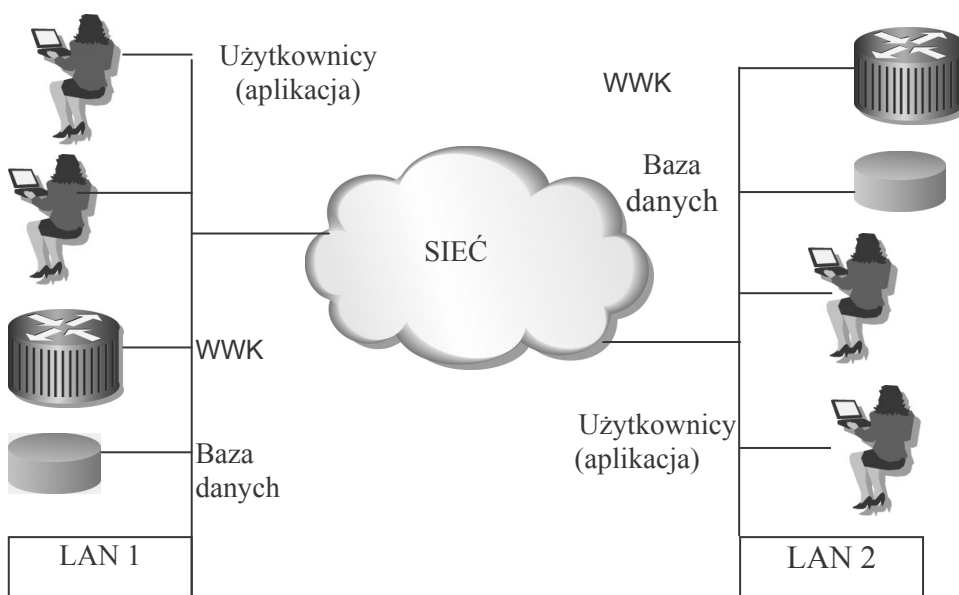 Użytkownicy
(aplikacja)
WWK
Baza
danych
SIEĆ
WWK
Baza
danych
Użytkownicy
(aplikacja)
LAN 1
LAN 2